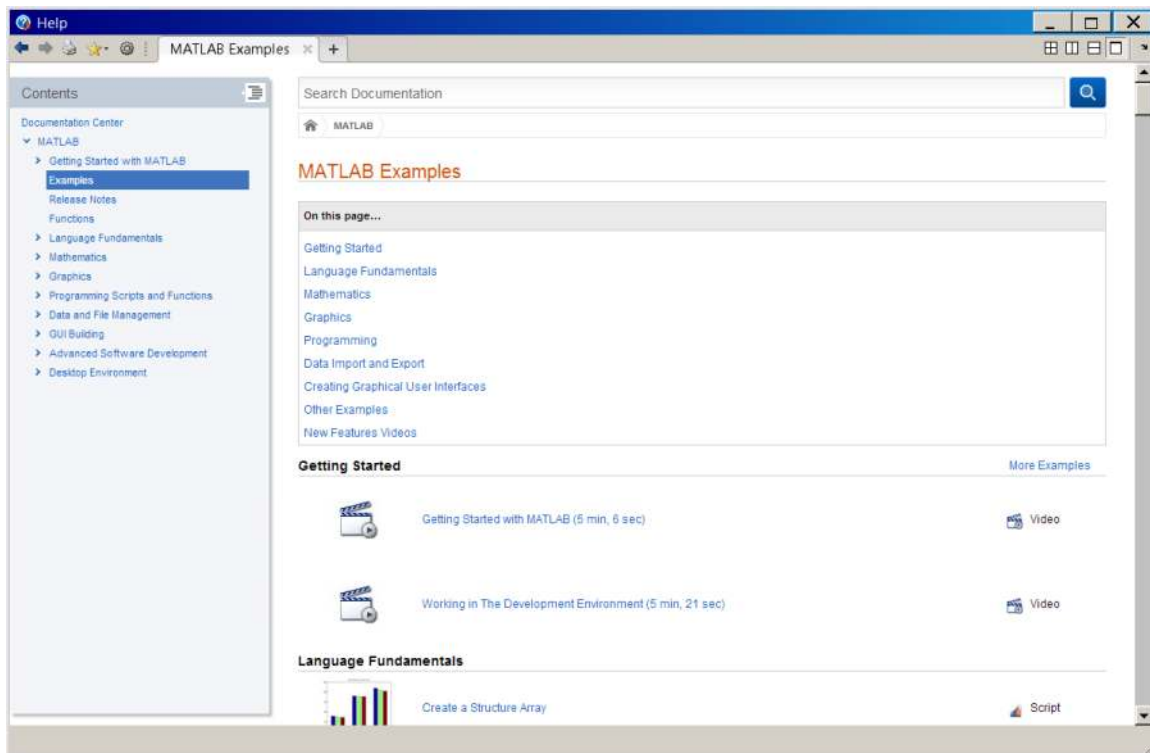 Help
MATLAB Examples
Contents
Documentation Center
MATLAB
Getting Started with MATLAB
Examples
Release Notes
Functions
Language Fundamentals
Mathematics
Graphics
Programming Scripts and Functions
Data and File Management
GUI Building
Advanced Software Development
Desktop Environment
Search Documentation
MATLAB
MATLAB Examples
On this page...
Getting Started
Language Fundamentals
Mathematics
Graphics
Programming
Data Import and Export
Creating Graphical User Interfaces
Other Examples
New Features Videos
Getting Started More Examples
Getting Started with MATLAB (5 min, 6 sec) Video
Working in The Development Environment (5 min, 21 sec) Video
Language Fundamentals
Create a Structure Array Script